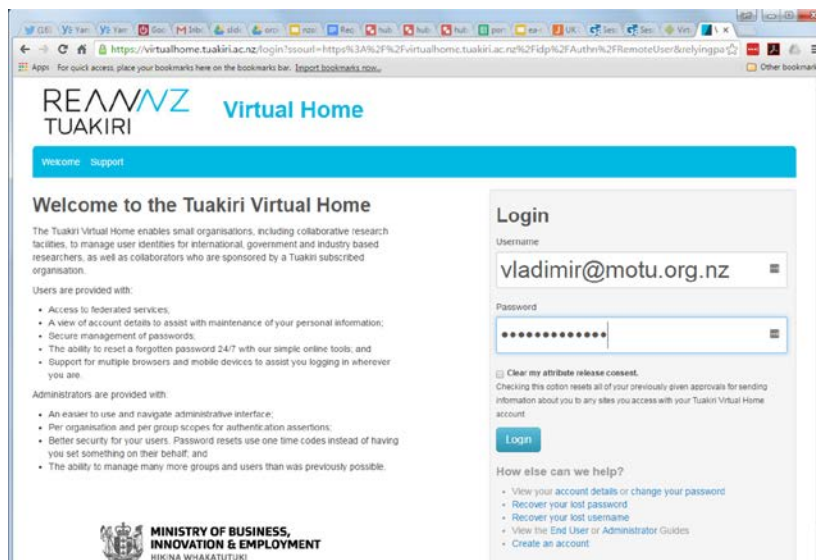 https://virtualhome.tuakiri.ac.nz/login?ssourl=https%3A%2F%2Fvirtualhome.tuakiri.ac.nz%2Fidp%2FAuthn%2FRemoteUser&relyingpa
Apps For quick access, place your bookmarks here on the bookmarks bar. Import bookmarks now...
Other bookmark
REANNZ
TUAKIRI
Virtual Home
Welcome Support
Welcome to the Tuakiri Virtual Home
The Tuakiri Virtual Home enables small organisations, including collaborative research
facilities, to manage user identities for international, government and industry based
researchers, as well as collaborators who are sponsored by a Tuakiri subscribed
organisation.
Users are provided with:
• Access to federated services;
• A view of account details to assist with maintenance of your personal information;
• Secure management of passwords;
• The ability to reset a forgotten password 24/7 with our simple online tools; and
• Support for multiple browsers and mobile devices to assist you logging in wherever
you are.
Administrators are provided with:
• An easier to use and navigate administrative interface;
• Per organisation and per group scopes for authentication assertions;
• Better security for your users. Password resets use one time codes instead of having
you set something on their behalf; and
• The ability to manage many more groups and users than was previously possible.
MINISTRY OF BUSINESS,
INNOVATION & EMPLOYMENT
HIKINA WHAKATUTUKI
Login
Username
vladimir@motu.org.nz
Password
•••••••••••••
Clear my attribute release consent.
Checking this option resets all of your previously given approvals for sending
information about you to any sites you access with your Tuakiri Virtual Home
account
Login
How else can we help?
• View your account details or change your password
• Recover your lost password
• Recover your lost username
• View the End User or Administrator Guides
• Create an account